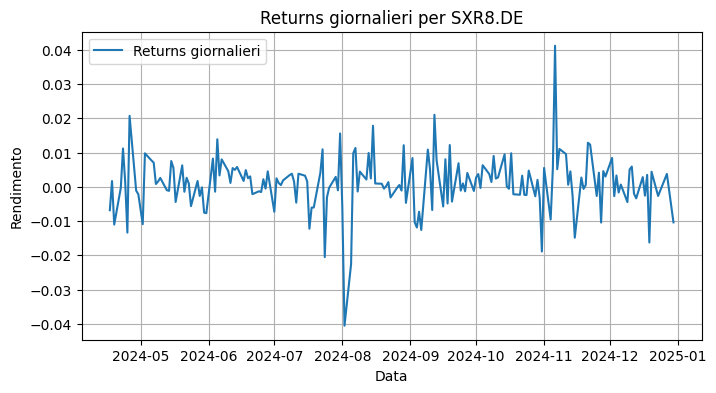 Returns giornalieri per SXR8.DE
Returns giornalieri
Rendimento
0.04
0.03
0.02
0.01
0.00
−0.01
−0.02
−0.03
−0.04
2024-05 2024-06 2024-07 2024-08 2024-09 2024-10 2024-11 2024-12 2025-01
Data